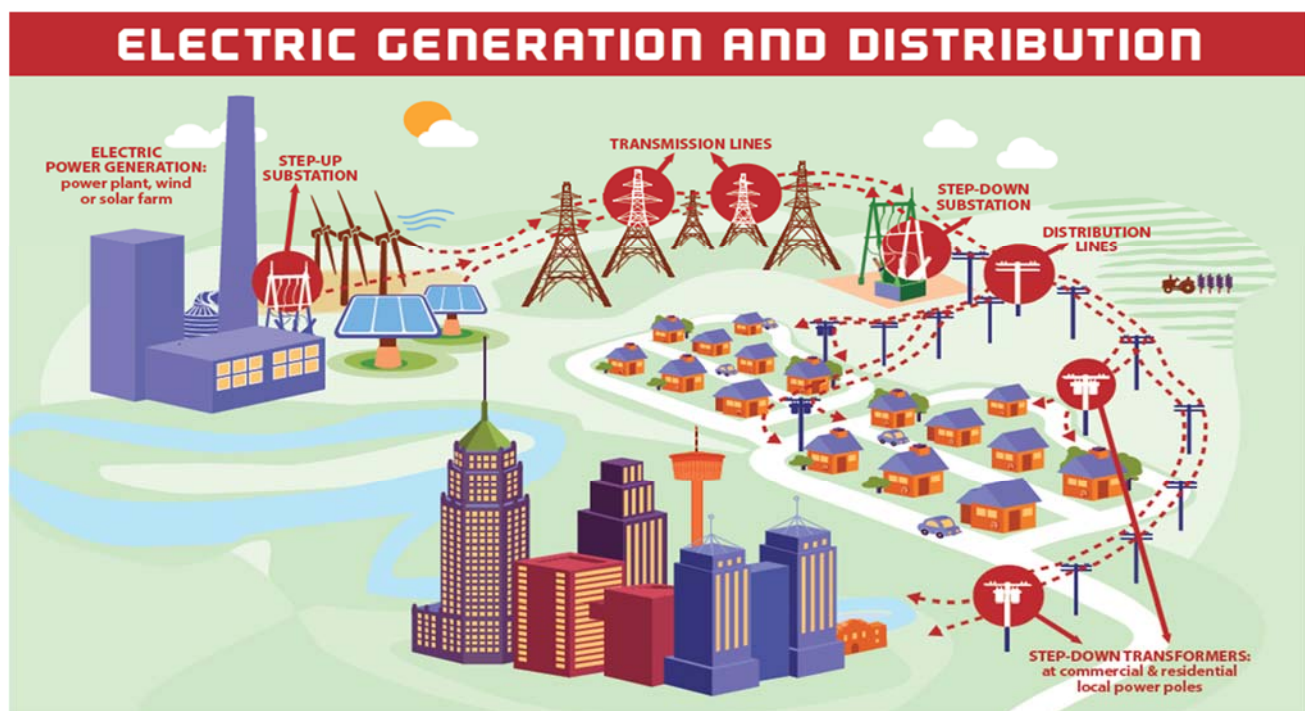 ELECTRIC GENERATION AND DISTRIBUTION
ELECTRIC
POWER GENERATION:
power plant, wind
or solar farm
STEP-UP
SUBSTATION
TRANSMISSION LINES
STEP-DOWN
SUBSTATION
DISTRIBUTION
LINES
STEP-DOWN TRANSFORMERS:
at commercial & residential
local power poles